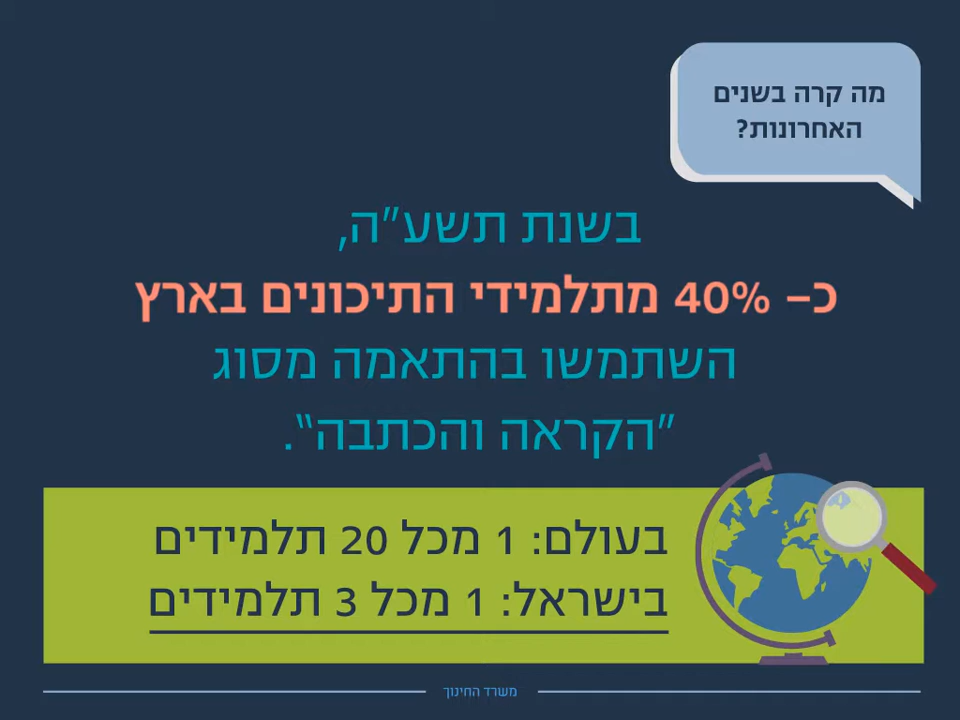 מה קרה בשנים
האחרונות?
בשנת תשע"ה,
כ– 40% מתלמידי התיכונים בארץ
השתמשו בהתאמה מסוג
"הקראה והכתבה".
בעולם: 1 מכל 20 תלמידים
בישראל: 1 מכל 3 תלמידים
משרד החינוך